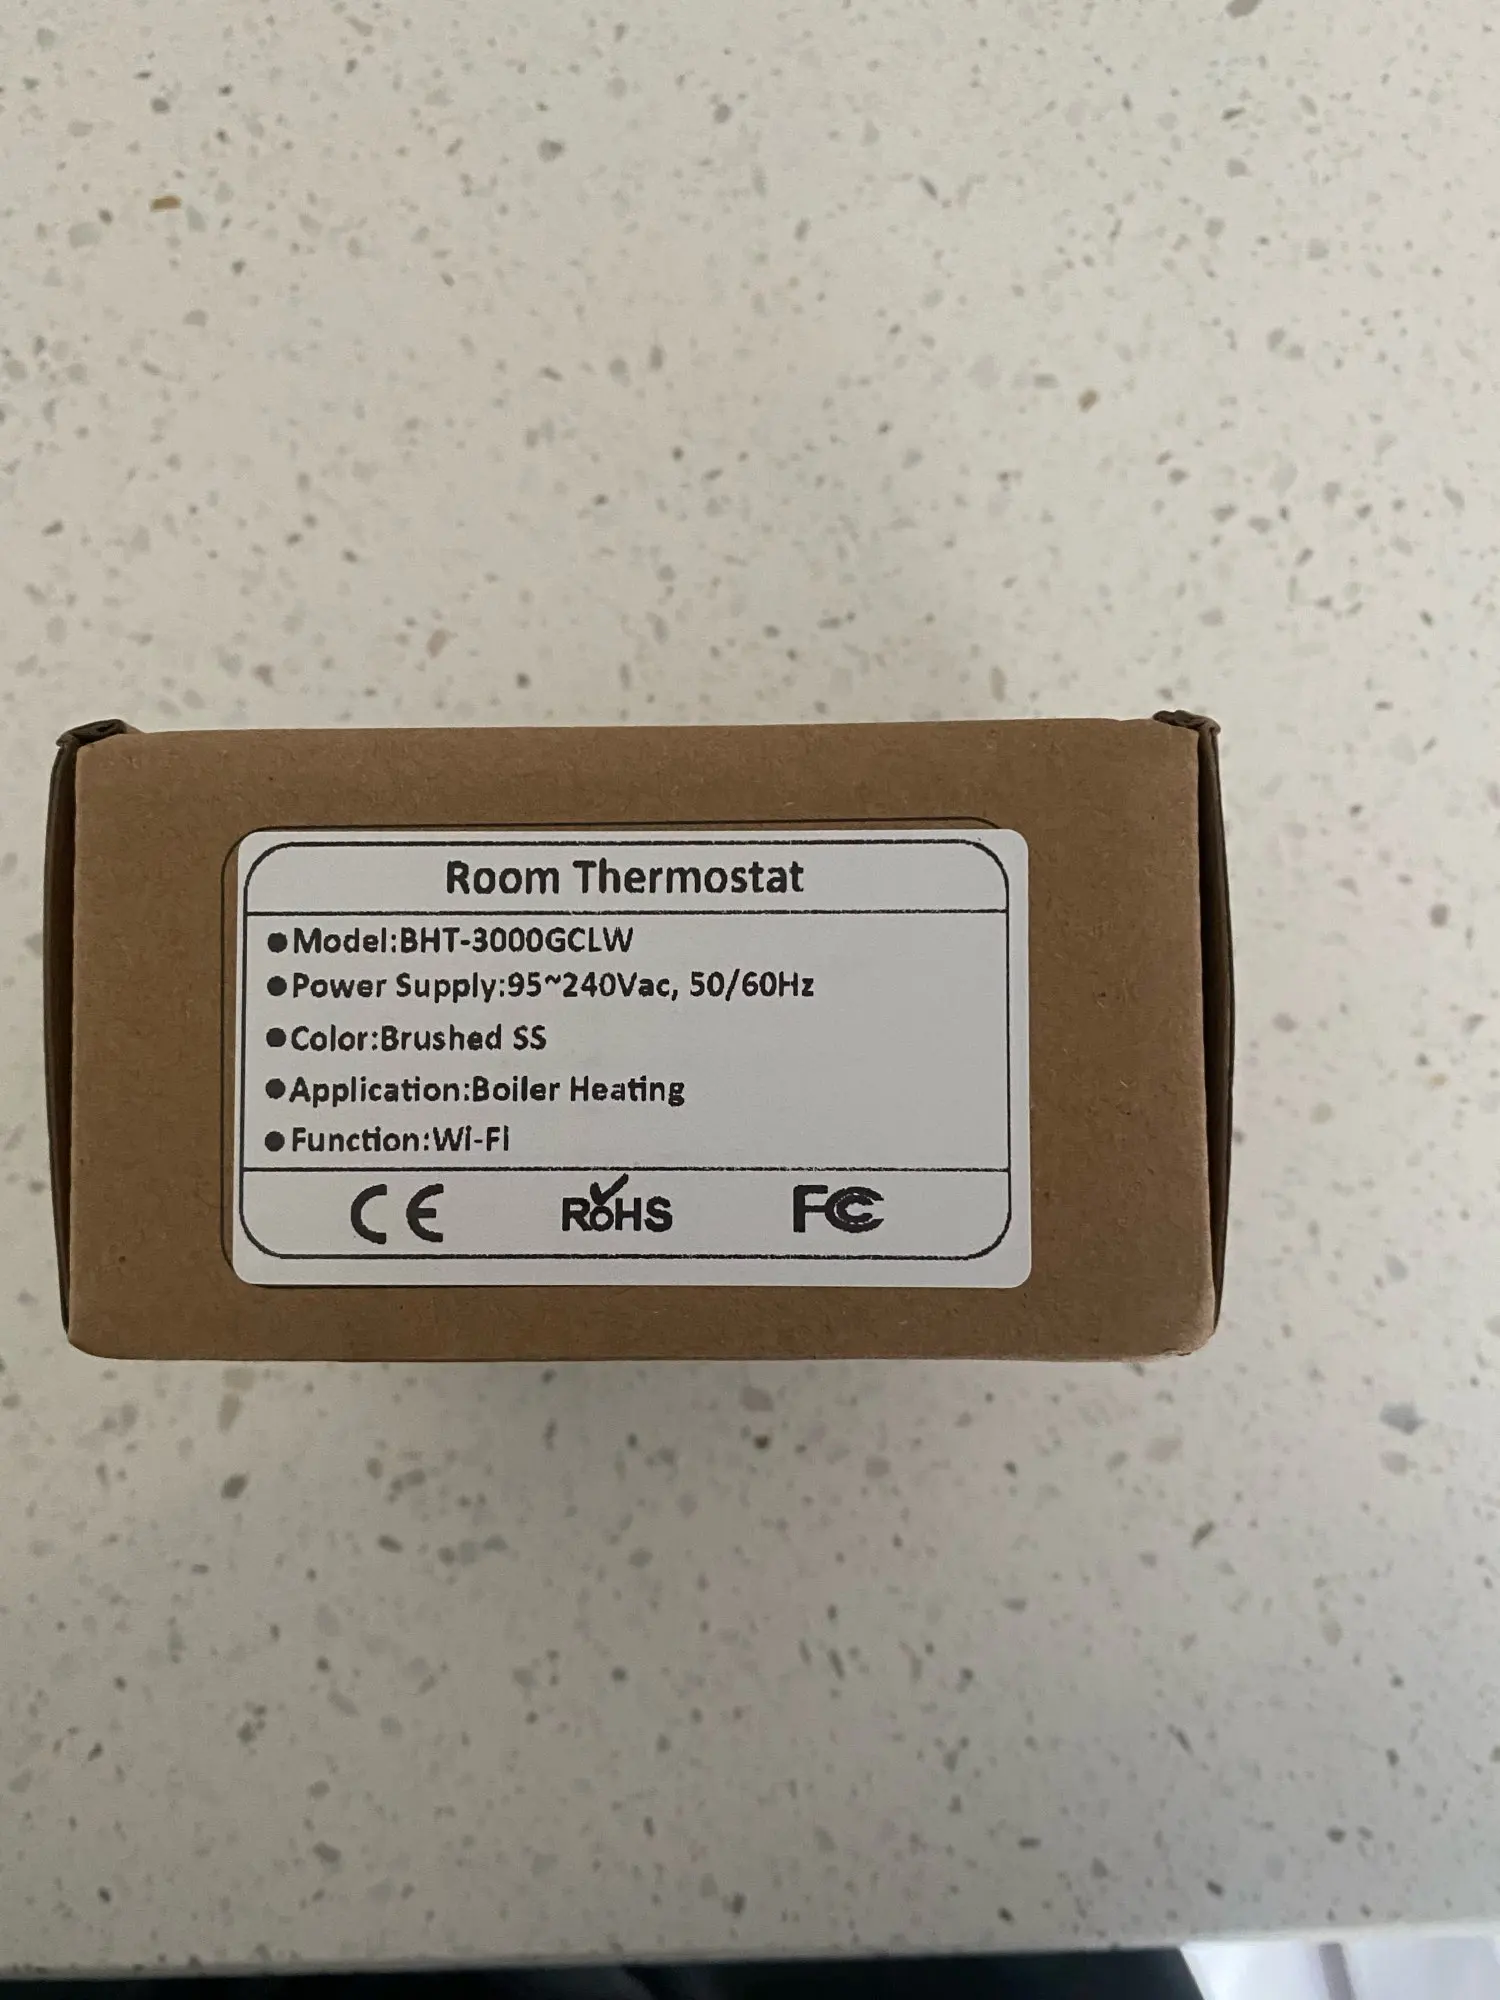 Room Thermostat
●Model:BHT-3000GCLW
●Power Supply:95~240Vac, 50/60Hz
●Color:Brushed SS
●Application:Boiler Heating
●Function:Wi-Fi
CE RoHS FC